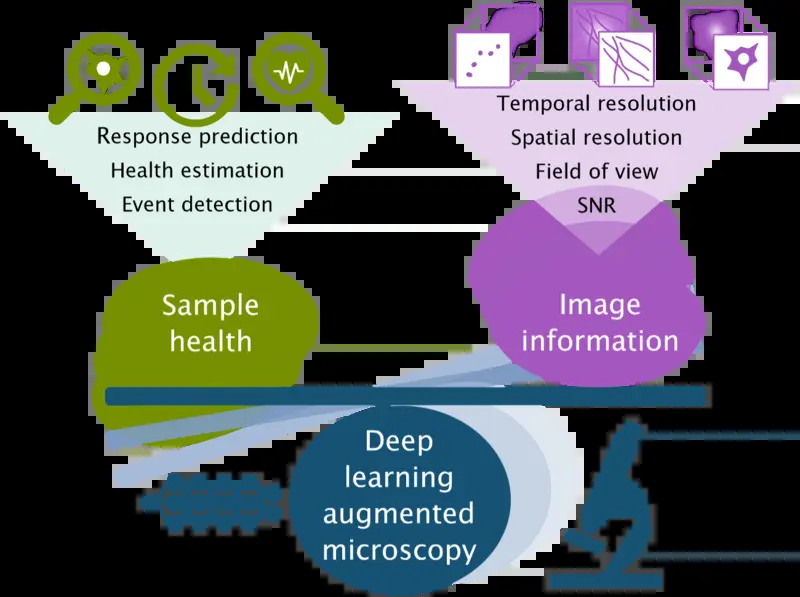 Response prediction
Health estimation
Event detection
Temporal resolution
Spatial resolution
Field of view
SNR
Sample
health
Image
information
Deep
learning
augmented
microscopy